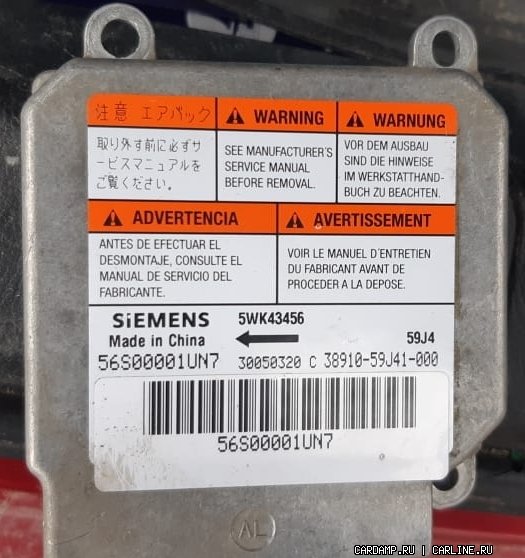 注意 エアバック
取り外す前に必ずサ
ービスマニュアルを
ご覧ください。
WARNING
SEE MANUFACTURER'S
SERVICE MANUAL
BEFORE REMOVAL.
WARNUNG
VOR DEM AUSBAU
SIND DIE HINWEISE
IM WERKSTATTHAND-
BUCH ZU BEACHTEN.
ADVERTENCIA
ANTES DE EFECTUAR EL
DESMONTAJE, CONSULTE EL
MANUAL DE SERVICIO DEL
FABRICANTE.
AVERTISSEMENT
VOIR LE MANUEL D'ENTRETIEN
DU FABRICANT AVANT DE
PROCEDER A LA DEPOSE.
SIEMENS 5WK43456
Made in China 59J4
56S00001UN7 30050320 C 38910-59J41-000
56S00001UN7
AL
CARDAMP.RU | CARLINE.RU